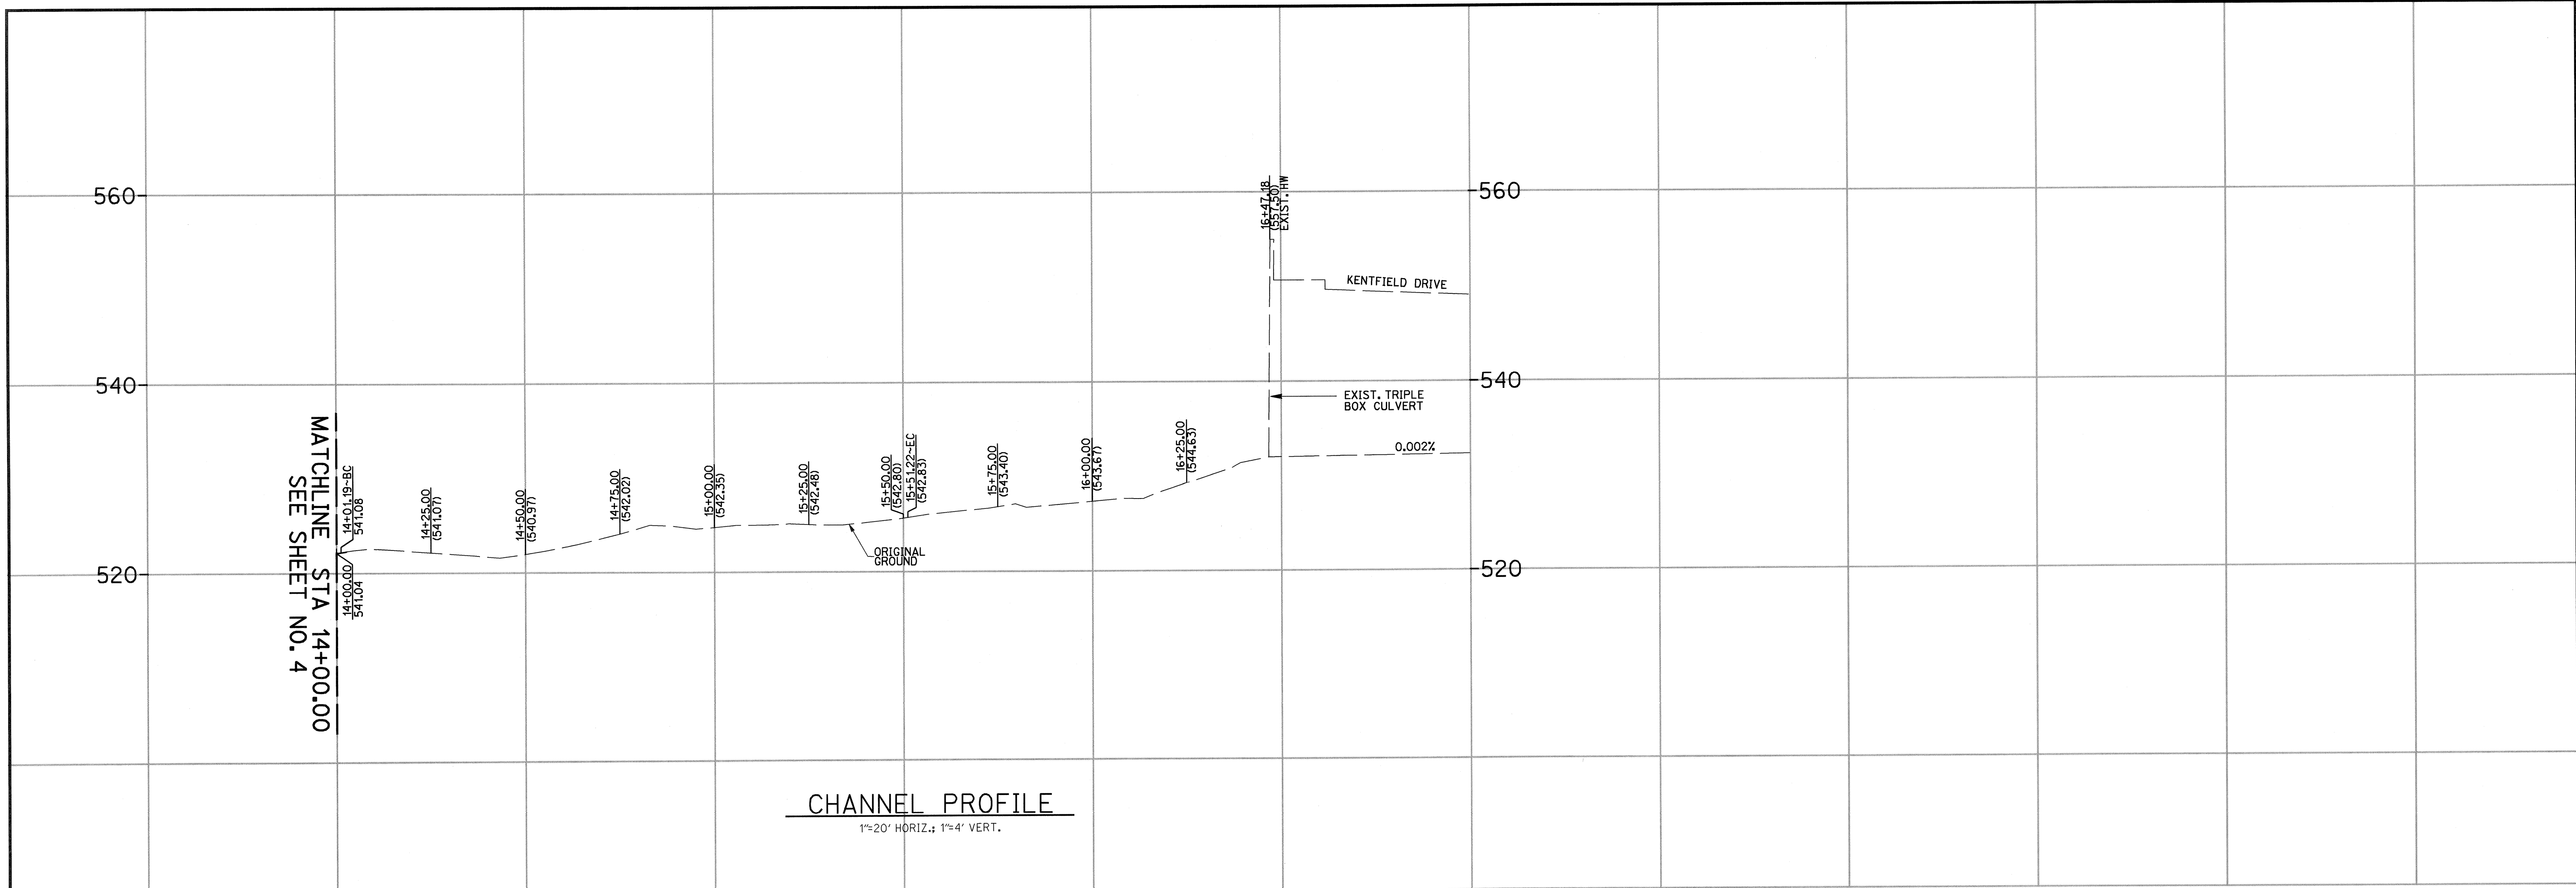 560
540
520
560
540
520
MATCHLINE STA 14+00.00
SEE SHEET NO. 4
14+01.19~BC
541.08
14+00.00
541.04
14+25.00
(541.07)
14+50.00
(540.97)
14+75.00
(542.02)
15+00.00
(542.35)
15+25.00
(542.48)
15+50.00
(542.80)
15+51.22~EC
(542.83)
15+75.00
(543.40)
16+00.00
(543.67)
16+25.00
(544.63)
16+47.18
(557.50)
EXIST. HW
KENTFIELD DRIVE
EXIST. TRIPLE
BOX CULVERT
0.002%
ORIGINAL
GROUND
CHANNEL PROFILE
1"=20' HORIZ.; 1"=4' VERT.